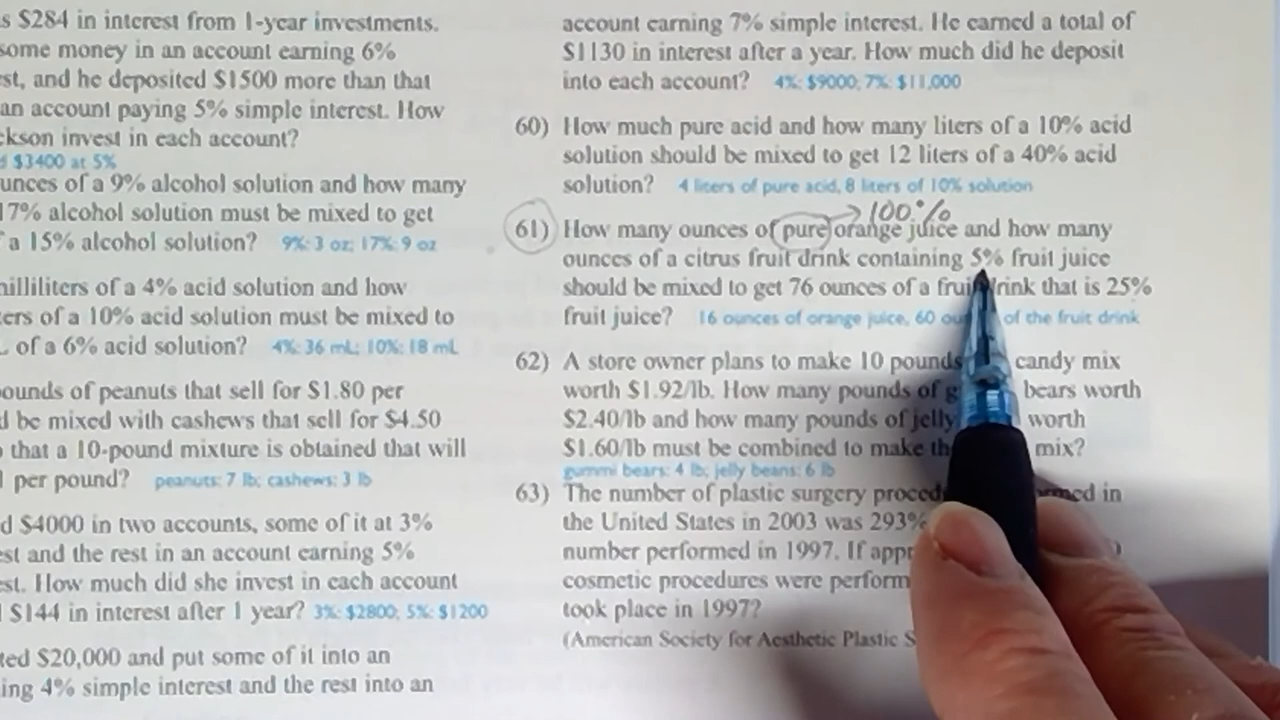 s $284 in interest from 1-year investments.
some money in an account earning 6%
st, and he deposited $1500 more than that
an account paying 5% simple interest. How
ckson invest in each account?
$3400 at 5%
unces of a 9% alcohol solution and how many
17% alcohol solution must be mixed to get
a 15% alcohol solution? 9%: 3 oz; 17%: 9 oz
nilliliters of a 4% acid solution and how
ers of a 10% acid solution must be mixed to
of a 6% acid solution? 4%: 36 mL; 10%: 18 mL
pounds of peanuts that sell for $1.80 per
d be mixed with cashews that sell for $4.50
that a 10-pound mixture is obtained that will
per pound? peanuts: 7 lb; cashews: 3 lb
d $4000 in two accounts, some of it at 3%
est and the rest in an account earning 5%
est. How much did she invest in each account
$144 in interest after 1 year? 3%: $2800; 5%: $1200
ted $20,000 and put some of it into an
ing 4% simple interest and the rest into an
account earning 7% simple interest. He earned a total of
$1130 in interest after a year. How much did he deposit
into each account? 4%: $9000; 7%: $11,000
60) How much pure acid and how many liters of a 10% acid
solution should be mixed to get 12 liters of a 40% acid
solution? 4 liters of pure acid, 8 liters of 10% solution
→100%
61) How many ounces of pure orange juice and how many
ounces of a citrus fruit drink containing 5% fruit juice
should be mixed to get 76 ounces of a frui drink that is 25%
fruit juice? 16 ounces of orange juice, 60 ou of the fruit drink
62) A store owner plans to make 10 pounds candy mix
worth $1.92/lb. How many pounds of g bears worth
$2.40/lb and how many pounds of jelly worth
$1.60/lb must be combined to make th mix?
gummi bears: 4 lb; jelly beans: 6 lb
63) The number of plastic surgery proced rmed in
the United States in 2003 was 293%
number performed in 1997. If appr
cosmetic procedures were perform
took place in 1997?
(American Society for Aesthetic Plastic S